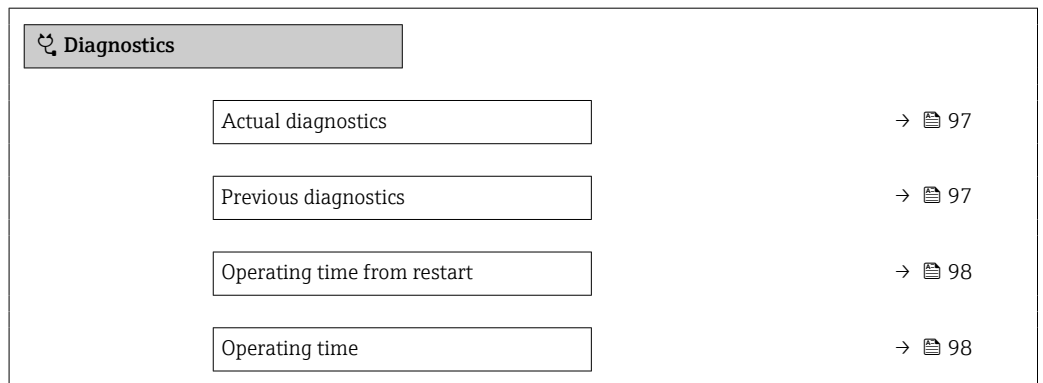 Diagnostics
Actual diagnostics → 97
Previous diagnostics → 97
Operating time from restart → 98
Operating time → 98